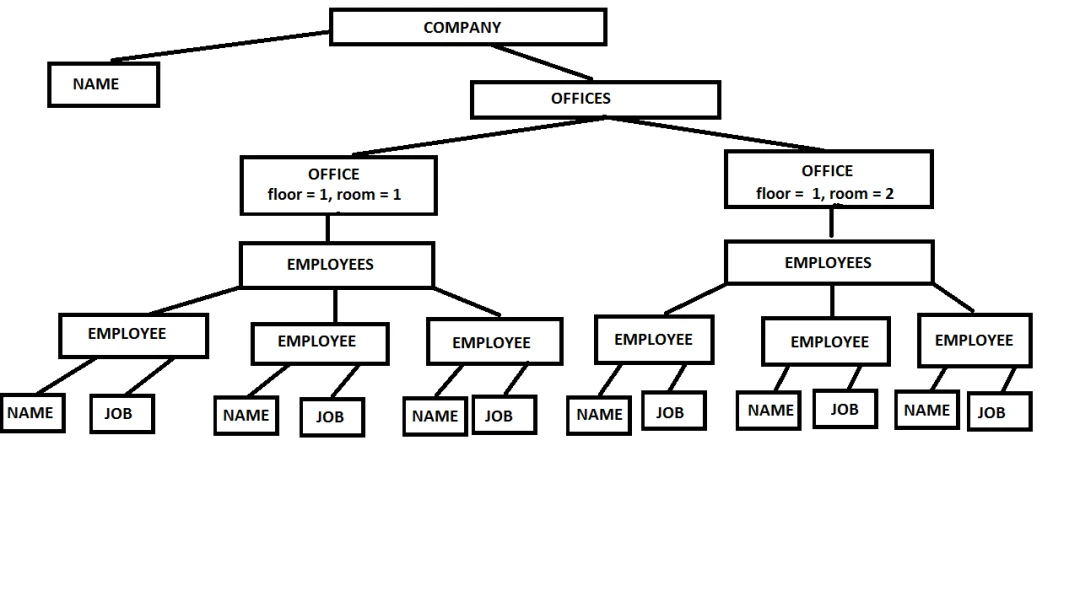 COMPANY
NAME
OFFICES
OFFICE
floor = 1, room = 1
OFFICE
floor =  1, room = 2
EMPLOYEES
EMPLOYEES
EMPLOYEE
EMPLOYEE
EMPLOYEE
EMPLOYEE
EMPLOYEE
EMPLOYEE
NAME
JOB
NAME
JOB
NAME
JOB
NAME
JOB
NAME
JOB
NAME
JOB